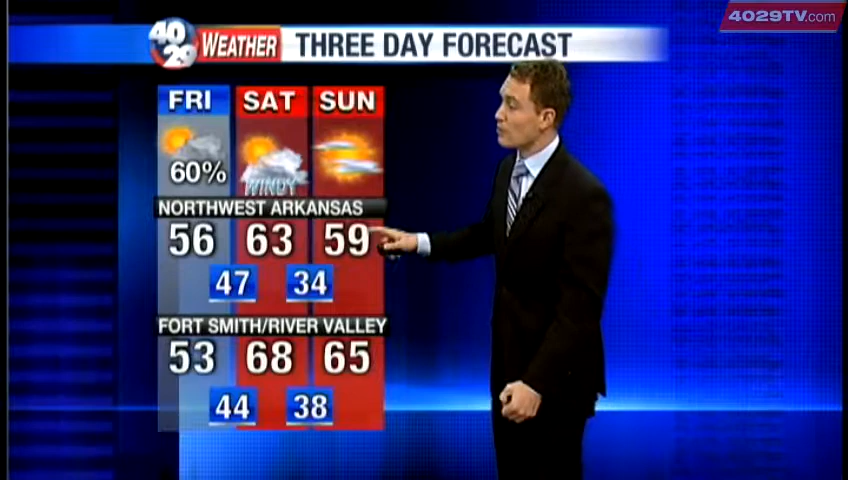 4029TV.com
40
29
WEATHER
THREE DAY FORECAST
FRI SAT SUN
60%
WINDY
NORTHWEST ARKANSAS
56 63 59
47 34
FORT SMITH/RIVER VALLEY
53 68 65
44 38